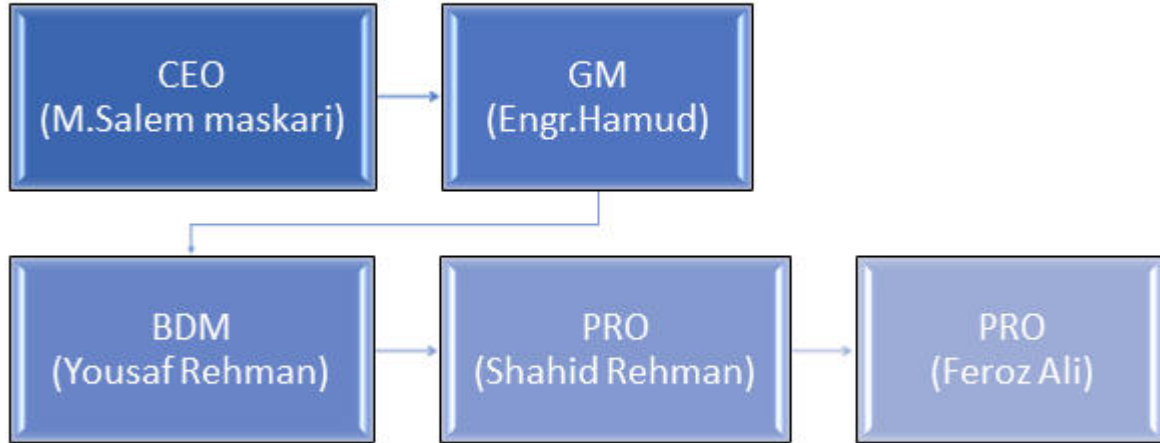 CEO
(M.Salem maskari)
GM
(Engr.Hamud)
BDM
(Yousaf Rehman)
PRO
(Shahid Rehman)
PRO
(Feroz Ali)